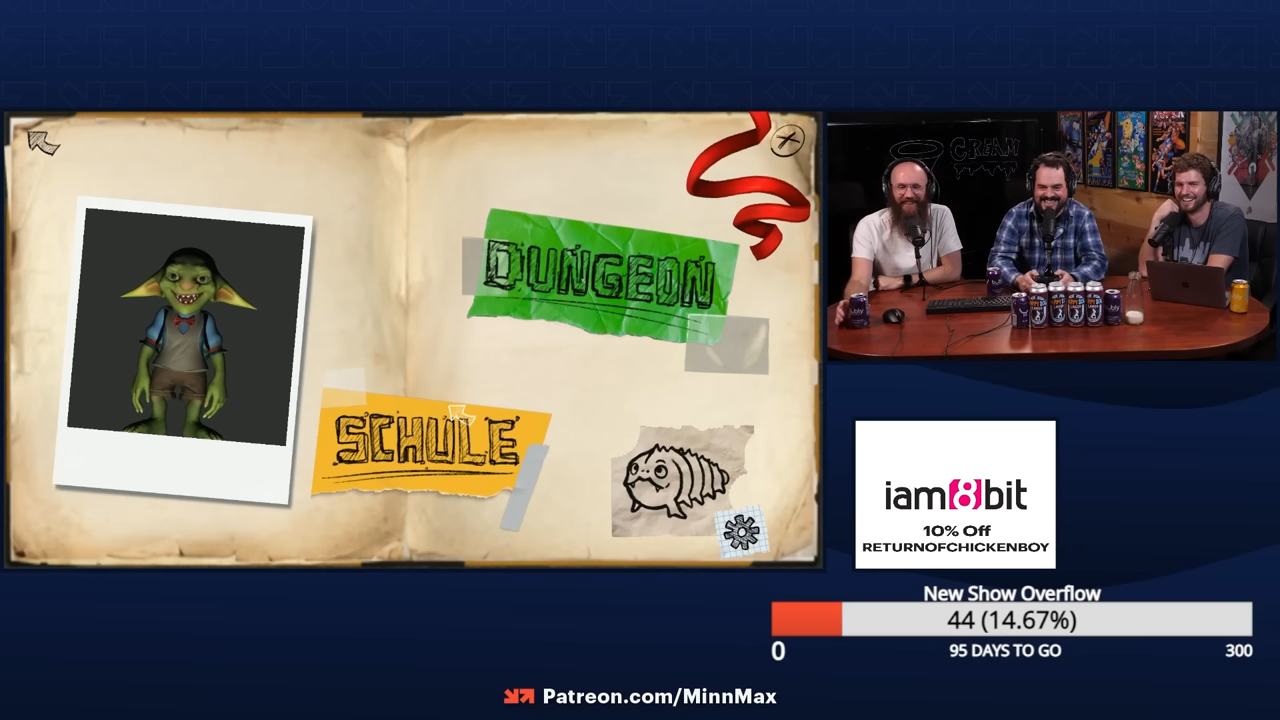 CREAM
DUNGEON
SCHULE
iam8bit
10% Off
RETURNOFCHICKENBOY
New Show Overflow
44 (14.67%)
0
95 DAYS TO GO
300
Patreon.com/MinnMax